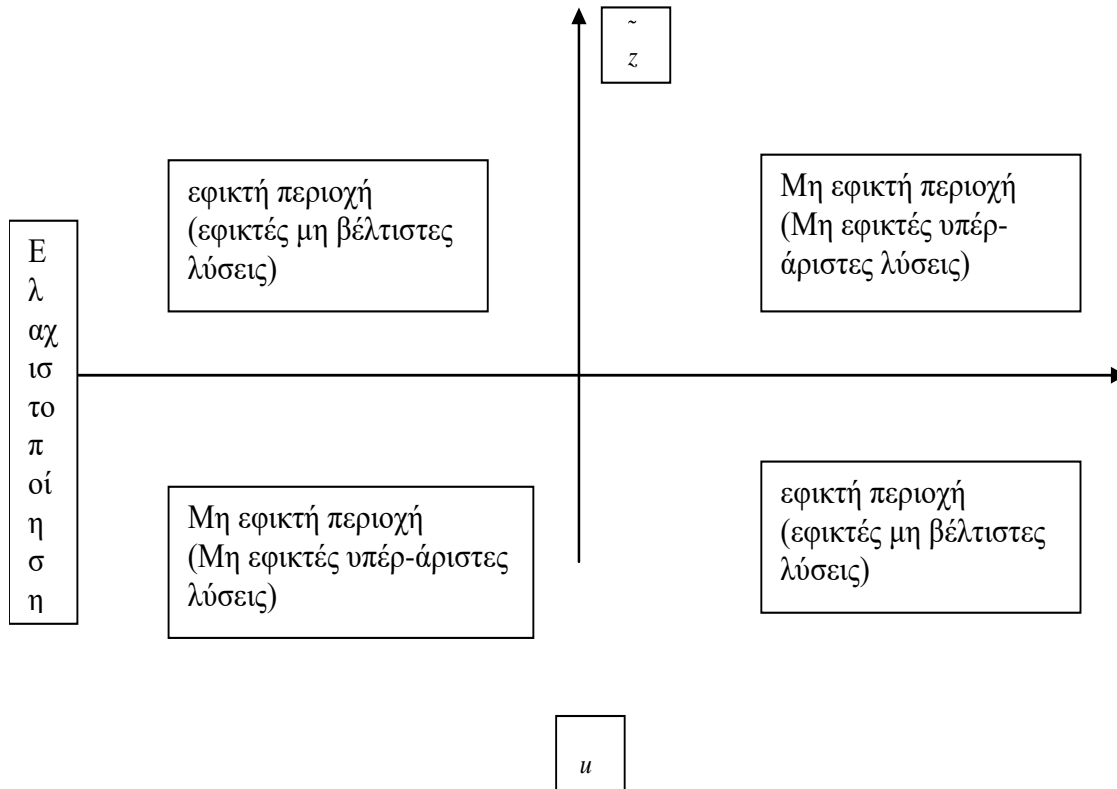 ~
z
εφικτή περιοχή
(εφικτές μη βέλτιστες
λύσεις)
Μη εφικτή περιοχή
(Μη εφικτές υπέρ-
άριστες λύσεις)
Ε
λ
αχ
ισ
το
π
οί
η
σ
η
Μη εφικτή περιοχή
(Μη εφικτές υπέρ-άριστες
λύσεις)
εφικτή περιοχή
(εφικτές μη βέλτιστες
λύσεις)
u